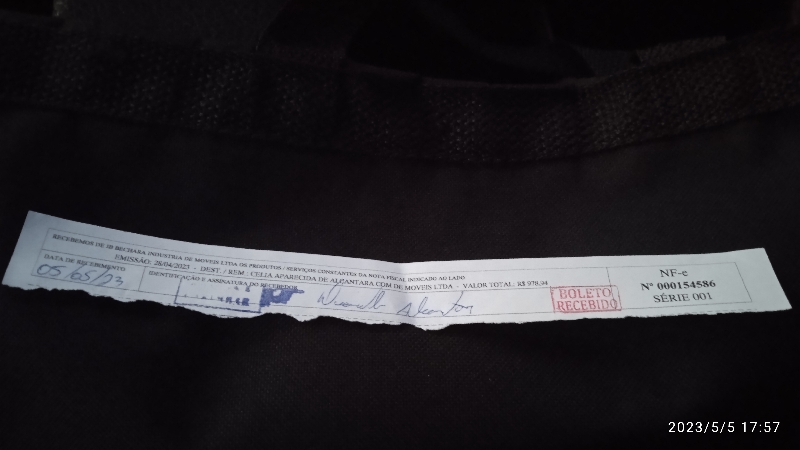 RECEBEMOS DE BECHARA INDUSTRIA DE MOVEIS LTDA OS PRODUTOS / SERVIÇOS CONSTANTES DA NOTA FISCAL INDICADO AO LADO
EMISSÃO: 28/04/2023 - DEST. / REM : CELIA APARECIDA DE ALCANTARA COM DE MOVEIS LTDA - VALOR TOTAL: R$ 978,94
DATA DE RECEBIMENTO
05/05/23
IDENTIFICAÇÃO E ASSINATURA DO RECEBEDOR
BOLETO
RECEBIDO
NF-e
Nº 000154586
SÉRIE 001
2023/5/5 17:57